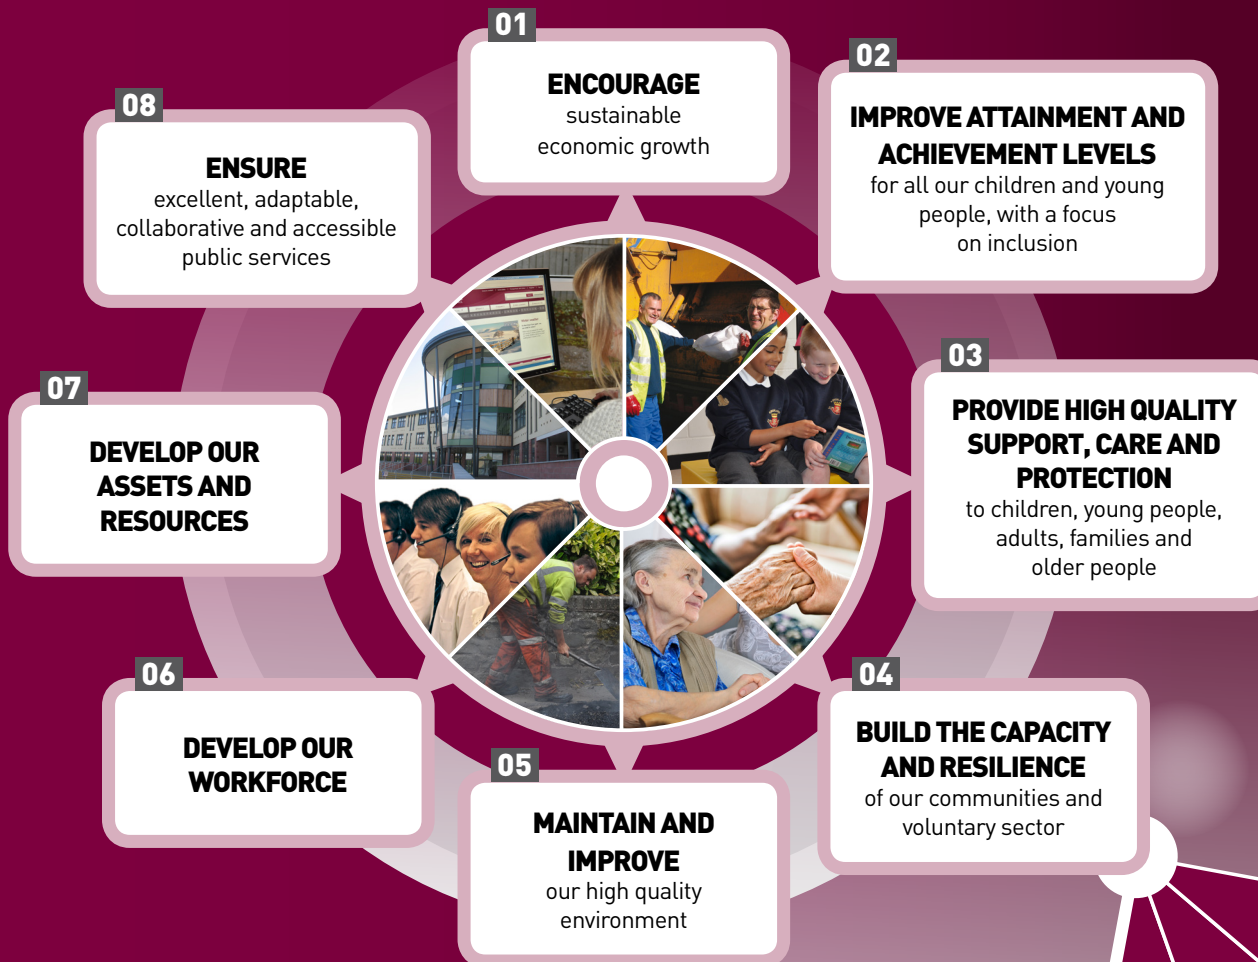 01
ENCOURAGE
sustainable
economic growth
02
IMPROVE ATTAINMENT AND
ACHIEVEMENT LEVELS
for all our children and young
people, with a focus
on inclusion
03
PROVIDE HIGH QUALITY
SUPPORT, CARE AND
PROTECTION
to children, young people,
adults, families and
older people
04
BUILD THE CAPACITY
AND RESILIENCE
of our communities and
voluntary sector
05
MAINTAIN AND
IMPROVE
our high quality
environment
06
DEVELOP OUR
WORKFORCE
07
DEVELOP OUR
ASSETS AND
RESOURCES
08
ENSURE
excellent, adaptable,
collaborative and accessible
public services